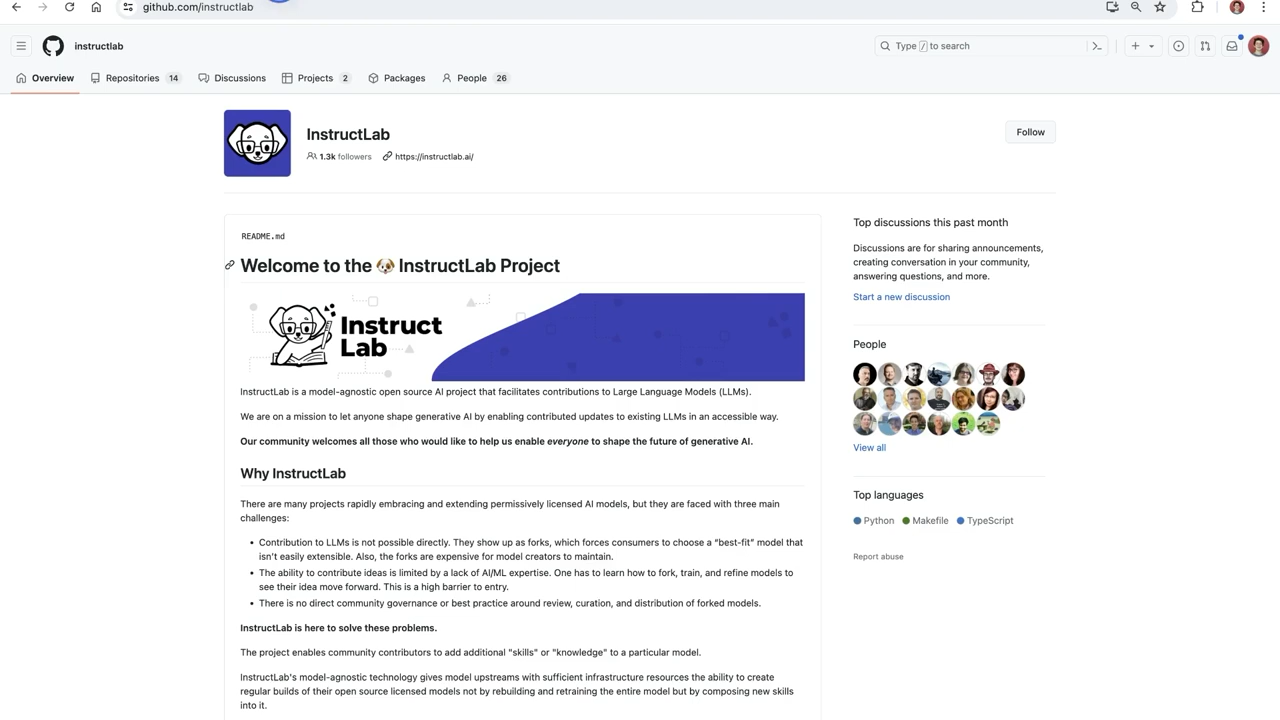 github.com/instructlab
instructlab
Type / to search
Overview
Repositories 14
Discussions
Projects 2
Packages
People 26
InstructLab
1.3k followers
https://instructlab.ai/
Follow
README.md
Welcome to the 🐶 InstructLab Project
Instruct
Lab
InstructLab is a model-agnostic open source AI project that facilitates contributions to Large Language Models (LLMs).
We are on a mission to let anyone shape generative AI by enabling contributed updates to existing LLMs in an accessible way.
Our community welcomes all those who would like to help us enable everyone to shape the future of generative AI.
Why InstructLab
There are many projects rapidly embracing and extending permissively licensed AI models, but they are faced with three main
challenges:
• Contribution to LLMs is not possible directly. They show up as forks, which forces consumers to choose a "best-fit" model that
isn't easily extensible. Also, the forks are expensive for model creators to maintain.
• The ability to contribute ideas is limited by a lack of AI/ML expertise. One has to learn how to fork, train, and refine models to
see their idea move forward. This is a high barrier to entry.
• There is no direct community governance or best practice around review, curation, and distribution of forked models.
InstructLab is here to solve these problems.
The project enables community contributors to add additional "skills" or "knowledge" to a particular model.
InstructLab's model-agnostic technology gives model upstreams with sufficient infrastructure resources the ability to create
regular builds of their open source licensed models not by rebuilding and retraining the entire model but by composing new skills
into it.
Top discussions this past month
Discussions are for sharing announcements,
creating conversation in your community,
answering questions, and more.
Start a new discussion
People
View all
Top languages
Python
Makefile
TypeScript
Report abuse